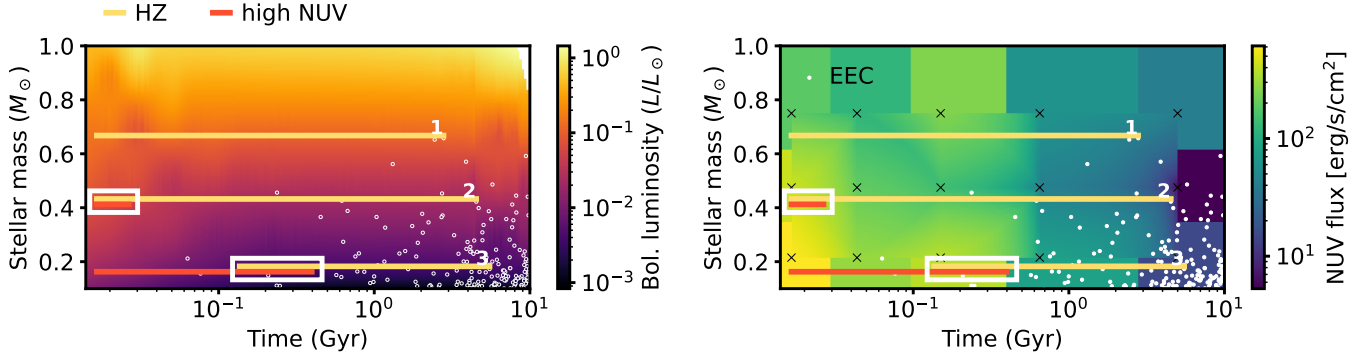 HZ high NUV
Stellar mass (M⊙)
1.0
0.8
0.6
0.4
0.2
1
2
3
10⁻¹ 10⁰ 10¹
Time (Gyr)
10⁰
10⁻¹
10⁻²
10⁻³
Bol. luminosity (L/L⊙)
Stellar mass (M⊙)
1.0
0.8
0.6
0.4
0.2
EEC
1
2
3
10⁻¹ 10⁰ 10¹
Time (Gyr)
10²
10¹
NUV flux [erg/s/cm²]